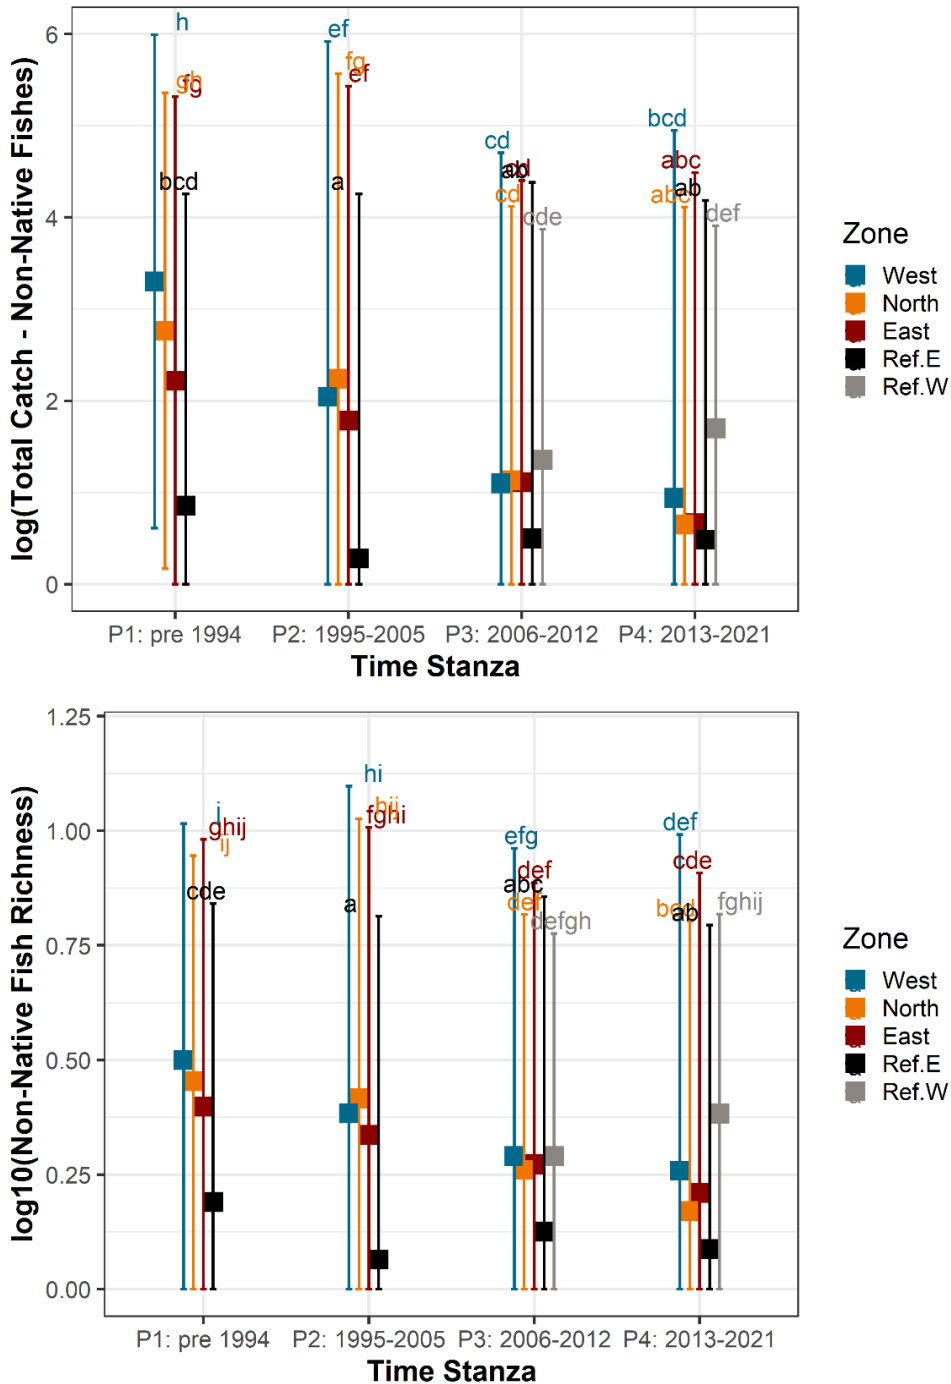 log(Total Catch - Non-Native Fishes)
6
4
2
0
h
gh
fg
bcd
ef
fg
ef
a
cd
cd
ab
cd
cde
bcd
abc
ab
abc
def
P1: pre 1994
P2: 1995-2005
P3: 2006-2012
P4: 2013-2021
Time Stanza
Zone
West
North
East
Ref.E
Ref.W
log10(Non-Native Fish Richness)
1.25
1.00
0.75
0.50
0.25
0.00
ghij
ij
cde
hi
hij
fghi
a
efg
def
abc
def
defgh
def
cde
bcd
ab
fghij
P1: pre 1994
P2: 1995-2005
P3: 2006-2012
P4: 2013-2021
Time Stanza
Zone
West
North
East
Ref.E
Ref.W